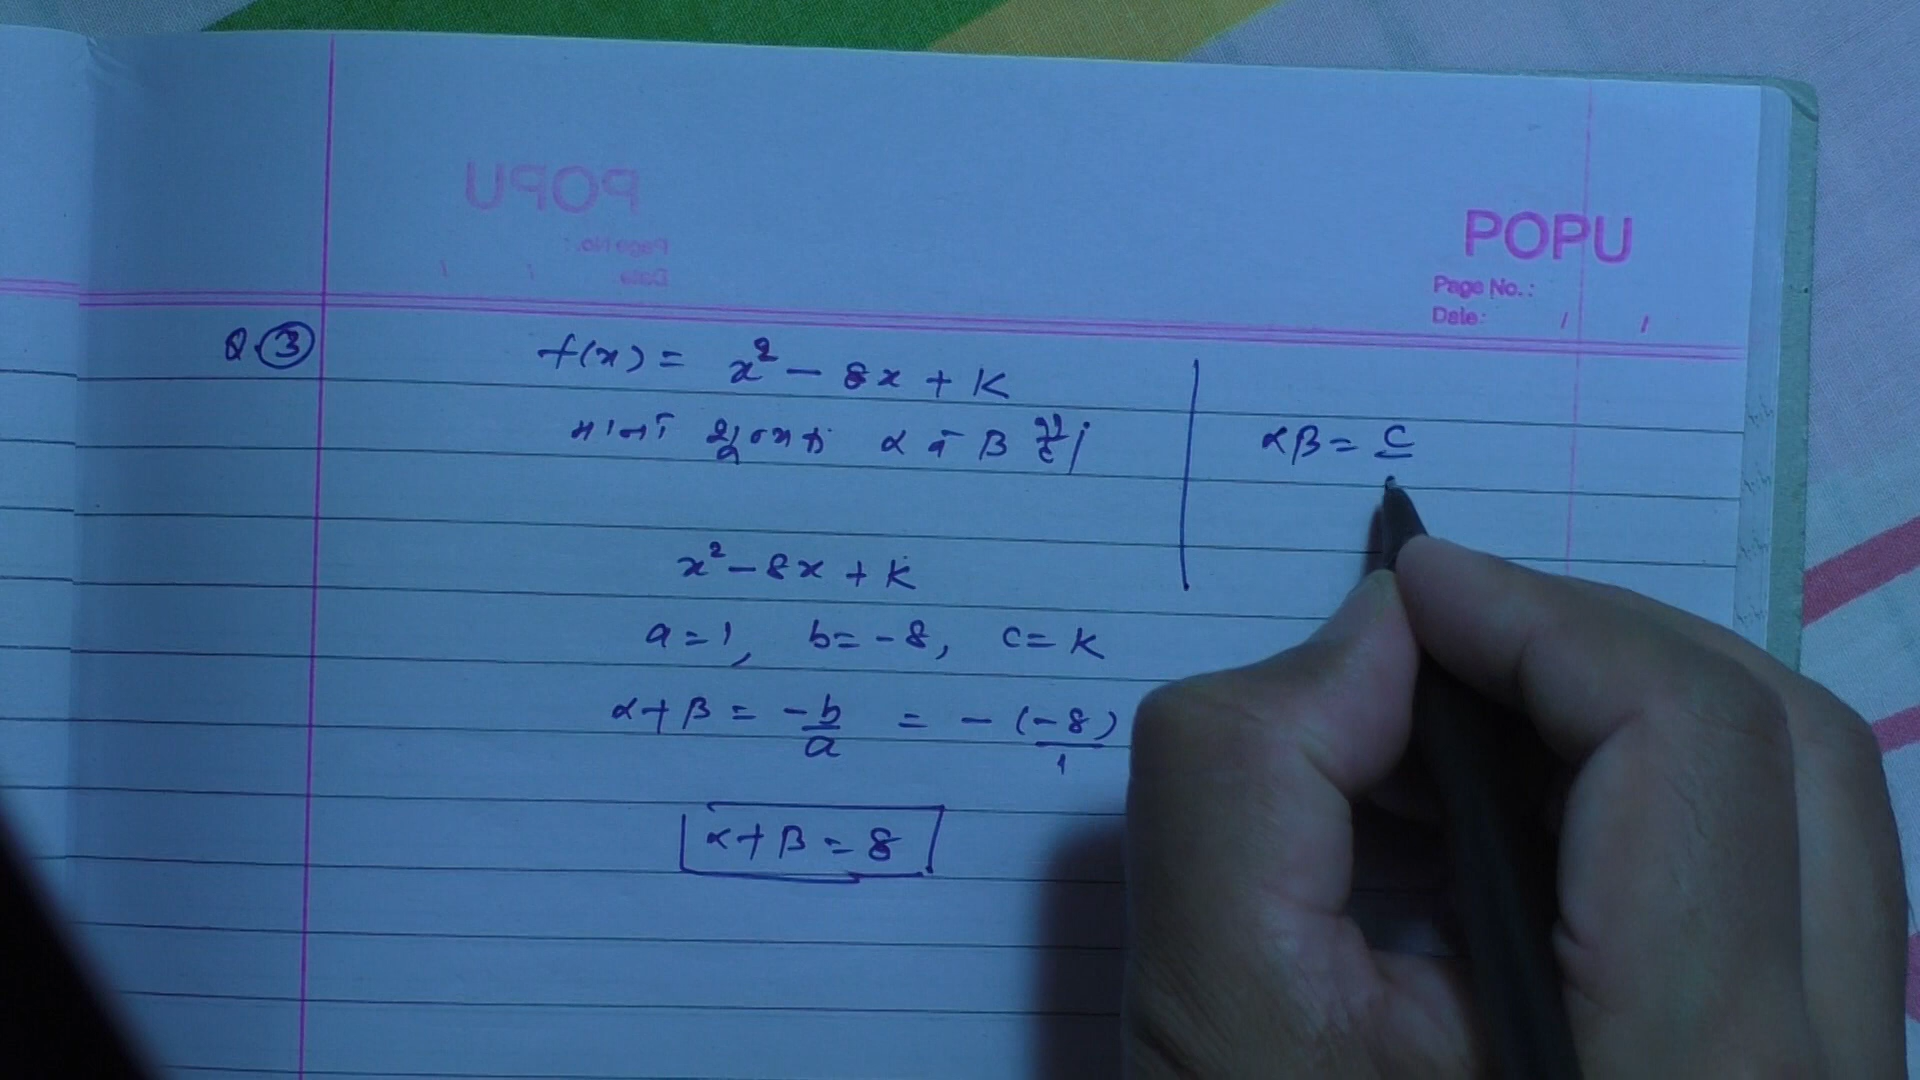 POPU
Page No.:
Date: / /
Q.③
f(x) = x² - 8x + K
माना शून्यक α व β हैं।
x² - 8x + k
a = 1, b = -8, c = k
α + β = -b/a = -(-8)/1
α + β = 8
αβ = c